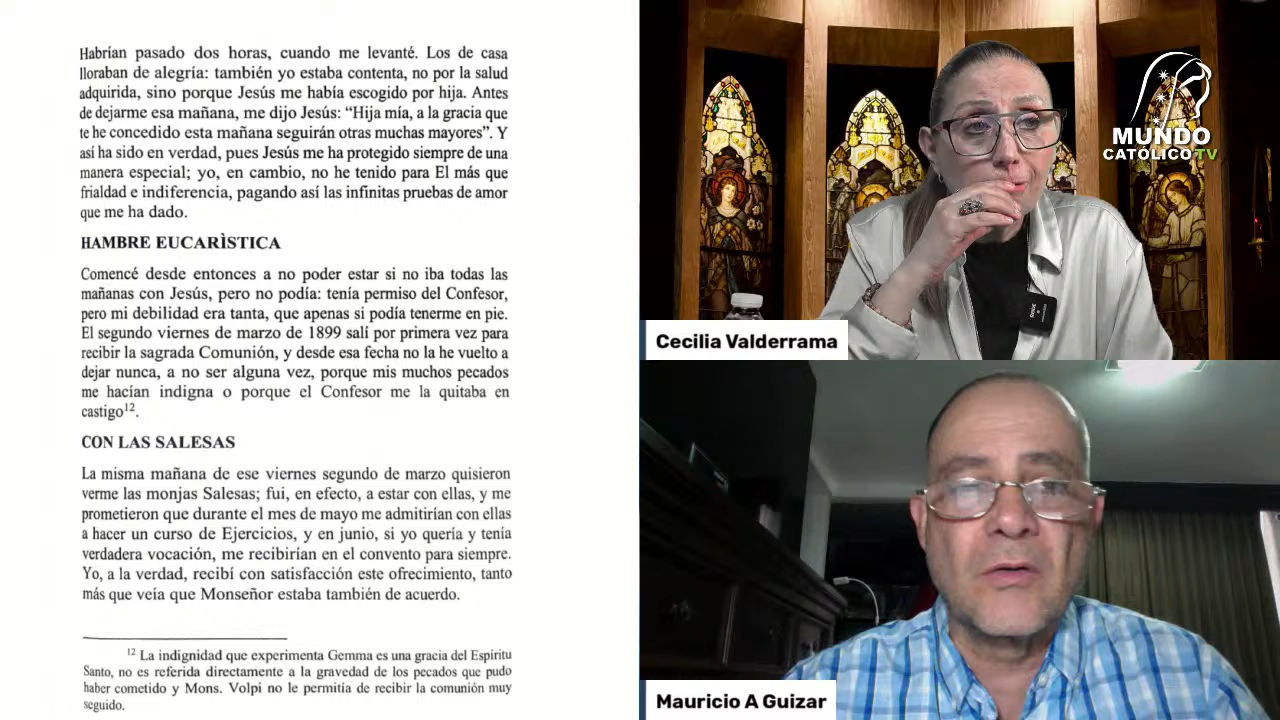 Habrían pasado dos horas, cuando me levanté. Los de casa
lloraban de alegría: también yo estaba contenta, no por la salud
adquirida, sino porque Jesús me había escogido por hija. Antes
de dejarme esa mañana, me dijo Jesús: “Hija mía, a la gracia que
te he concedido esta mañana seguirán otras muchas mayores”. Y
así ha sido en verdad, pues Jesús me ha protegido siempre de una
manera especial; yo, en cambio, no he tenido para El más que
frialdad e indiferencia, pagando así las infinitas pruebas de amor
que me ha dado.
HAMBRE EUCARÌSTICA
Comencé desde entonces a no poder estar si no iba todas las
mañanas con Jesús, pero no podía: tenía permiso del Confesor,
pero mi debilidad era tanta, que apenas si podía tenerme en pie.
El segundo viernes de marzo de 1899 salí por primera vez para
recibir la sagrada Comunión, y desde esa fecha no la he vuelto a
dejar nunca, a no ser alguna vez, porque mis muchos pecados
me hacían indigna o porque el Confesor me la quitaba en
castigo¹².
CON LAS SALESAS
La misma mañana de ese viernes segundo de marzo quisieron
verme las monjas Salesas; fui, en efecto, a estar con ellas, y me
prometieron que durante el mes de mayo me admitirían con ellas
a hacer un curso de Ejercicios, y en junio, si yo quería y tenía
verdadera vocación, me recibirían en el convento para siempre.
Yo, a la verdad, recibí con satisfacción este ofrecimiento, tanto
más que veía que Monseñor estaba también de acuerdo.
¹² La indignidad que experimenta Gemma es una gracia del Espíritu
Santo, no es referida directamente a la gravedad de los pecados que pudo
haber cometido y Mons. Volpi no le permitía de recibir la comunión muy
seguido.
MUNDO
CATÓLICO TV
Cecilia Valderrama
Mauricio A Guizar